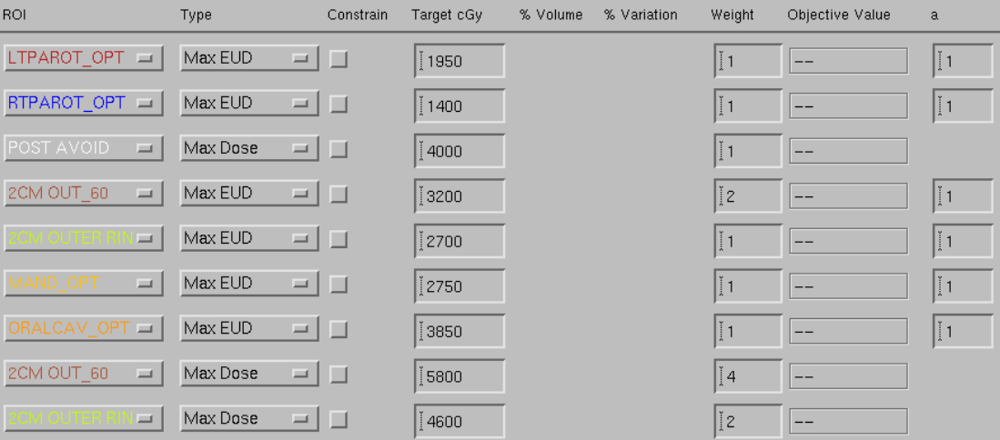 ROI Type Constrain Target cGy % Volume % Variation Weight Objective Value a
LTPAROT_OPT Max EUD 1950 1 -- 1
RTPAROT_OPT Max EUD 1400 1 -- 1
POST AVOID Max Dose 4000 1 --
2CM OUT_60 Max EUD 3200 2 -- 1
2CM OUTER RIN Max EUD 2700 1 -- 1
MAND_OPT Max EUD 2750 1 -- 1
ORALCAV_OPT Max EUD 3850 1 -- 1
2CM OUT_60 Max Dose 5800 4 --
2CM OUTER RIN Max Dose 4600 2 --